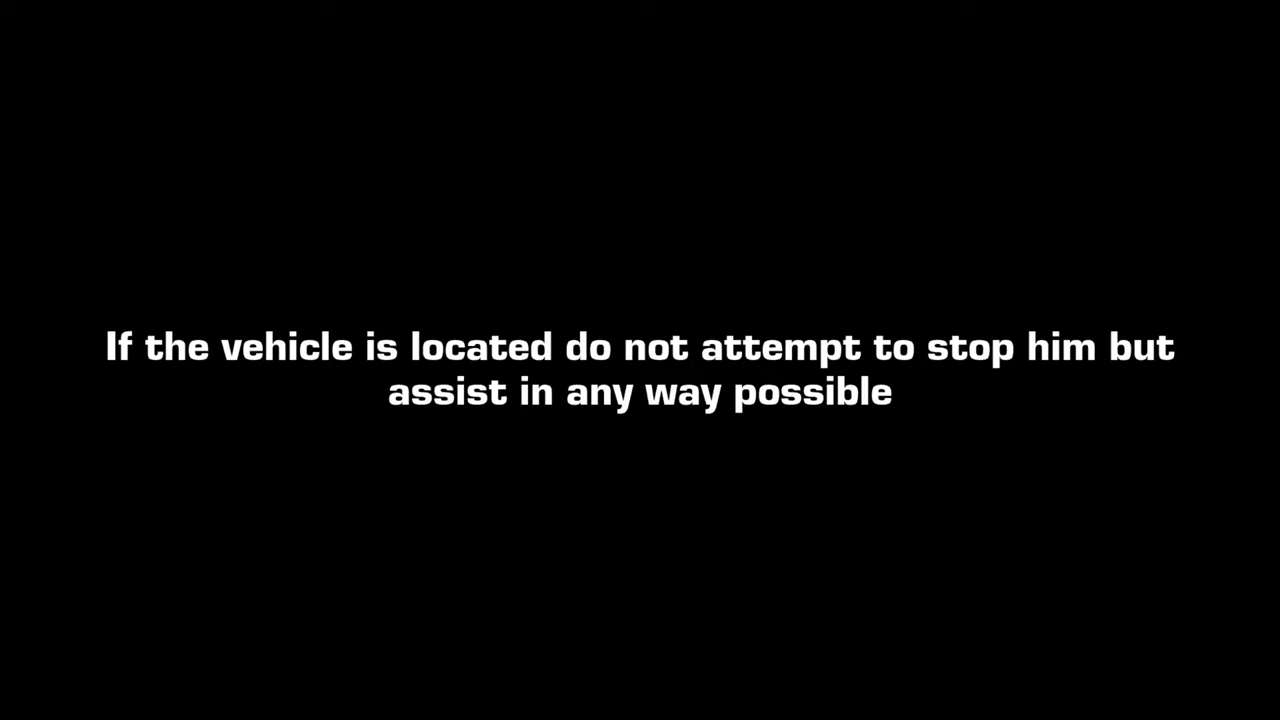 If the vehicle is located do not attempt to stop him but
assist in any way possible